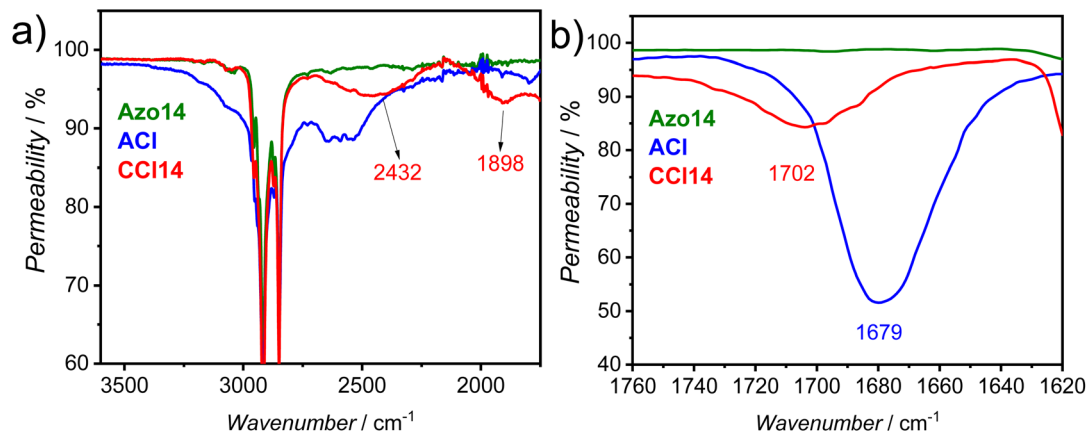 a)
100
90
80
70
60
Permeability / %
Azo14
ACl
CCl14
2432
1898
3500
3000
2500
2000
Wavenumber / cm-1
b)
100
90
80
70
60
50
40
Permeability / %
Azo14
ACl
CCl14
1702
1679
1760
1740
1720
1700
1680
1660
1640
1620
Wavenumber / cm-1